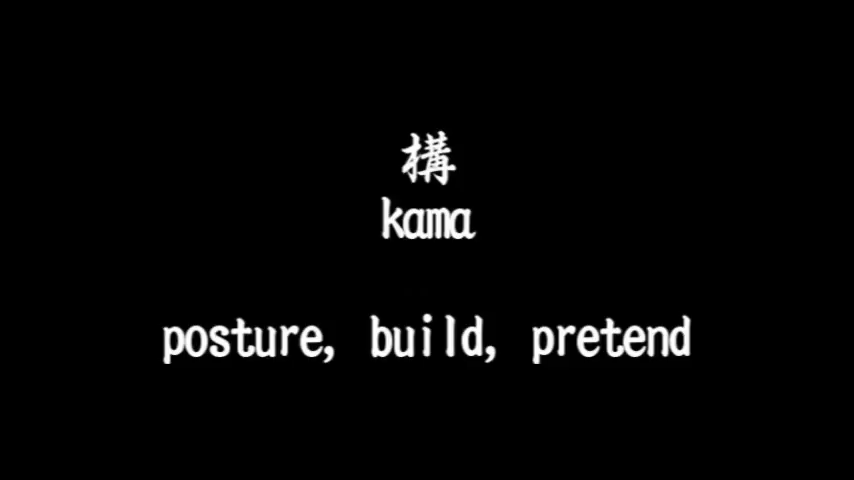 構
kama
posture, build, pretend